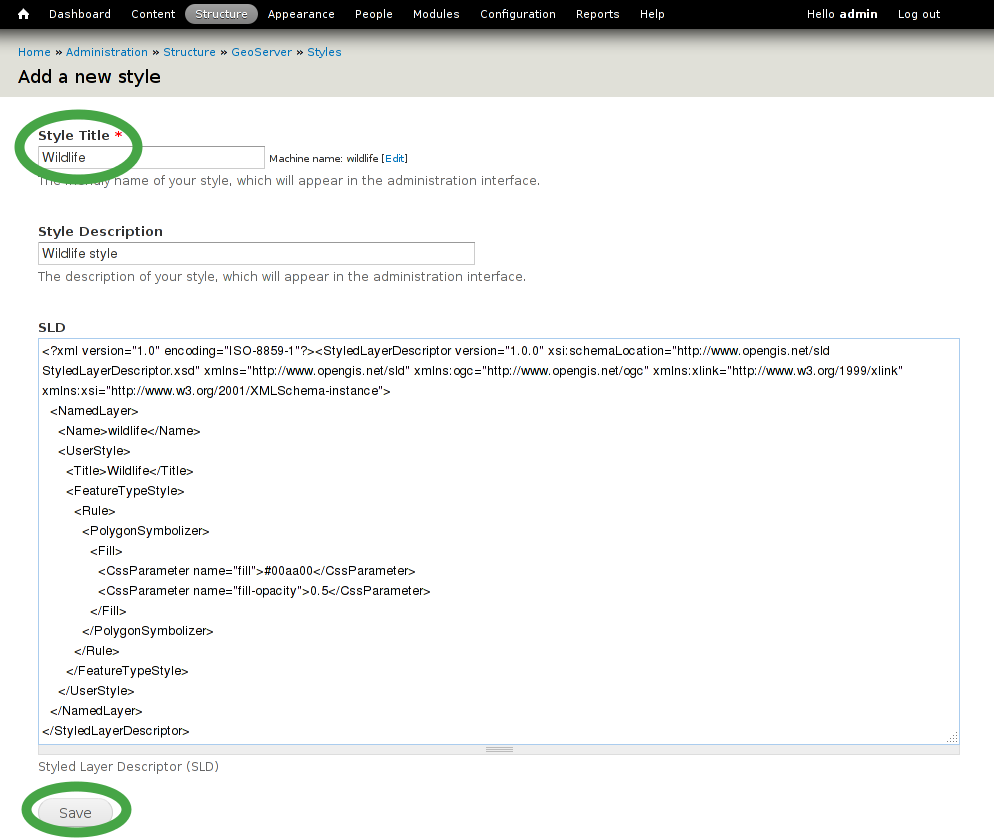 Dashboard Content Structure Appearance People Modules Configuration Reports Help Hello admin Log out
Home » Administration » Structure » GeoServer » Styles
Add a new style
Style Title *
Wildlife Machine name: wildlife [Edit]
The friendly name of your style, which will appear in the administration interface.
Style Description
Wildlife style
The description of your style, which will appear in the administration interface.
SLD
<?xml version="1.0" encoding="ISO-8859-1"?><StyledLayerDescriptor version="1.0.0" xsi:schemaLocation="http://www.opengis.net/sld
StyledLayerDescriptor.xsd" xmlns="http://www.opengis.net/sld" xmlns:ogc="http://www.opengis.net/ogc" xmlns:xlink="http://www.w3.org/1999/xlink"
xmlns:xsi="http://www.w3.org/2001/XMLSchema-instance">
<NamedLayer>
<Name>wildlife</Name>
<UserStyle>
<Title>Wildlife</Title>
<FeatureTypeStyle>
<Rule>
<PolygonSymbolizer>
<Fill>
<CssParameter name="fill">#00aa00</CssParameter>
<CssParameter name="fill-opacity">0.5</CssParameter>
</Fill>
</PolygonSymbolizer>
</Rule>
</FeatureTypeStyle>
</UserStyle>
</NamedLayer>
</StyledLayerDescriptor>
Styled Layer Descriptor (SLD)
Save